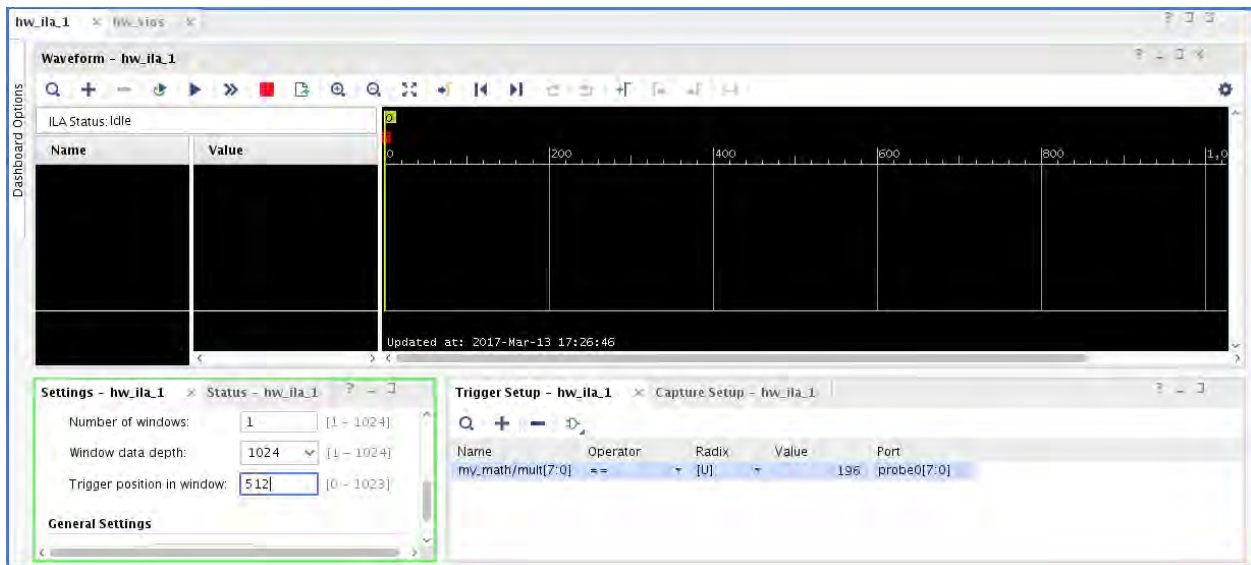 hw_ila_1 hw_vios
Dashboard Options
Waveform - hw_ila_1
ILA Status: Idle
Name Value
0
0 200 400 600 800 1,0
Updated at: 2017-Mar-13 17:26:46
Settings - hw_ila_1 Status - hw_ila_1
Number of windows: 1 [1 - 1024]
Window data depth: 1024 [1 - 1024]
Trigger position in window: 512 [0 - 1023]
General Settings
Trigger Setup - hw_ila_1 Capture Setup - hw_ila_1
Name Operator Radix Value Port
my_math/mult[7:0] == [U] 196 probe0[7:0]